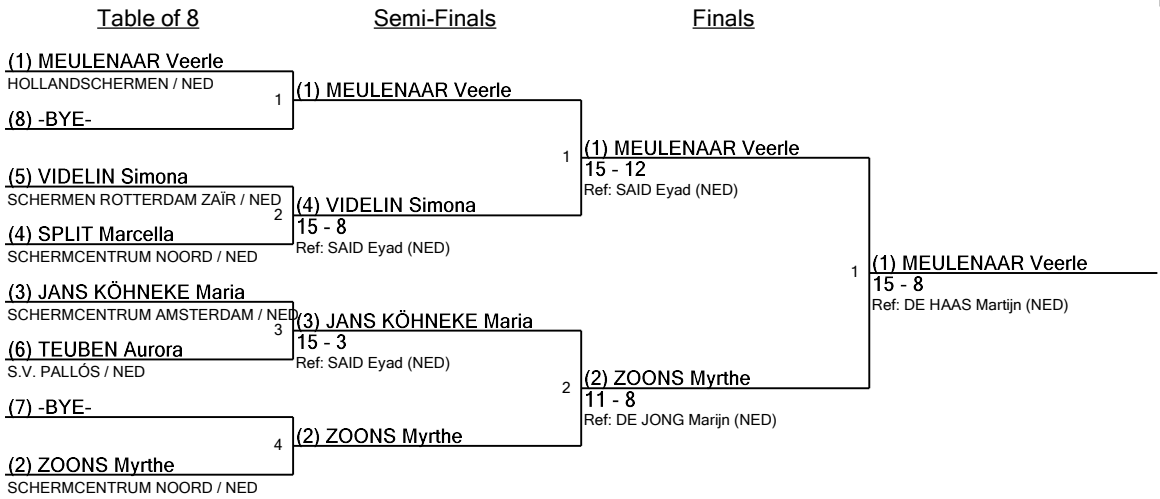 Table of 8
Semi-Finals
Finals
(1) MEULENAAR Veerle
HOLLANDSCHERMEN / NED
1
(8) -BYE-
(5) VIDELIN Simona
SCHERMEN ROTTERDAM ZAÏR / NED
2
(4) SPLIT Marcella
SCHERMCENTRUM NOORD / NED
(3) JANS KÖHNEKE Maria
SCHERMCENTRUM AMSTERDAM / NED
3
(6) TEUBEN Aurora
S.V. PALLÓS / NED
(7) -BYE-
4
(2) ZOONS Myrthe
SCHERMCENTRUM NOORD / NED
(1) MEULENAAR Veerle
1
(4) VIDELIN Simona
15 - 8
Ref: SAID Eyad (NED)
(3) JANS KÖHNEKE Maria
15 - 3
Ref: SAID Eyad (NED)
2
(2) ZOONS Myrthe
(1) MEULENAAR Veerle
15 - 12
Ref: SAID Eyad (NED)
1
(2) ZOONS Myrthe
11 - 8
Ref: DE JONG Marijn (NED)
(1) MEULENAAR Veerle
15 - 8
Ref: DE HAAS Martijn (NED)